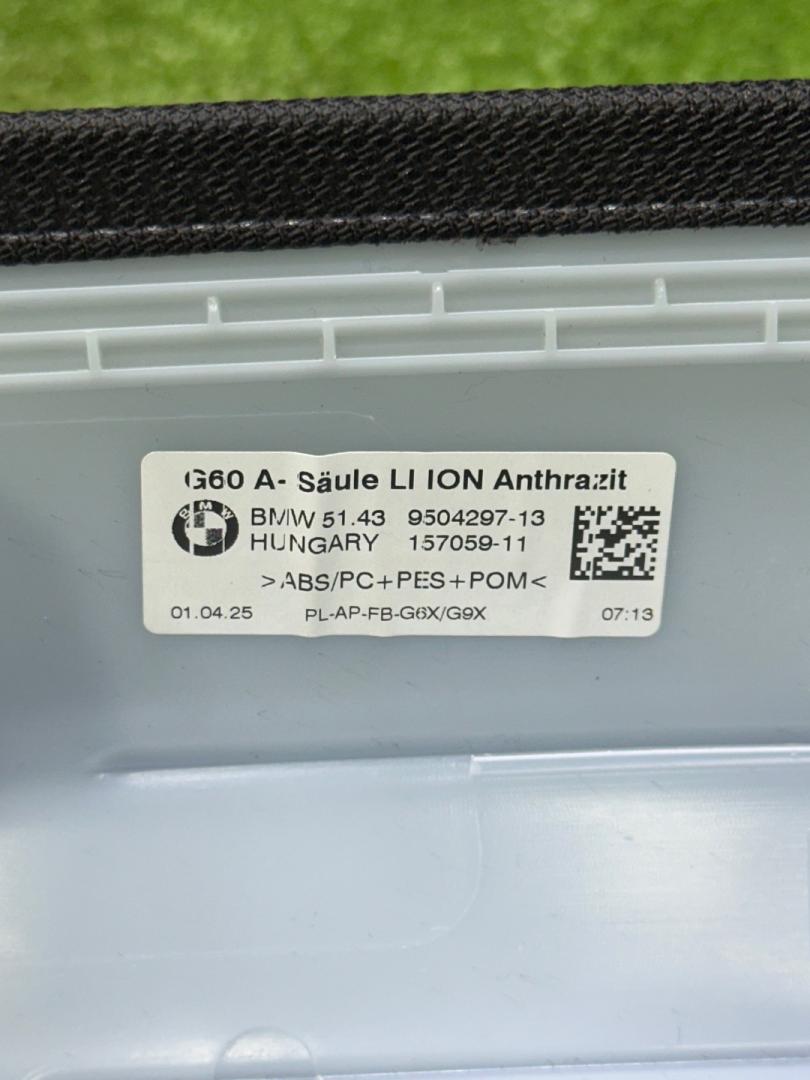 G60 A- Säule LI ION Anthrazit
BMW
BMW 51.43 9504297-13
HUNGARY 157059-11
>ABS/PC+PES+POM<
01.04.25 PL-AP-FB-G6X/G9X 07:13